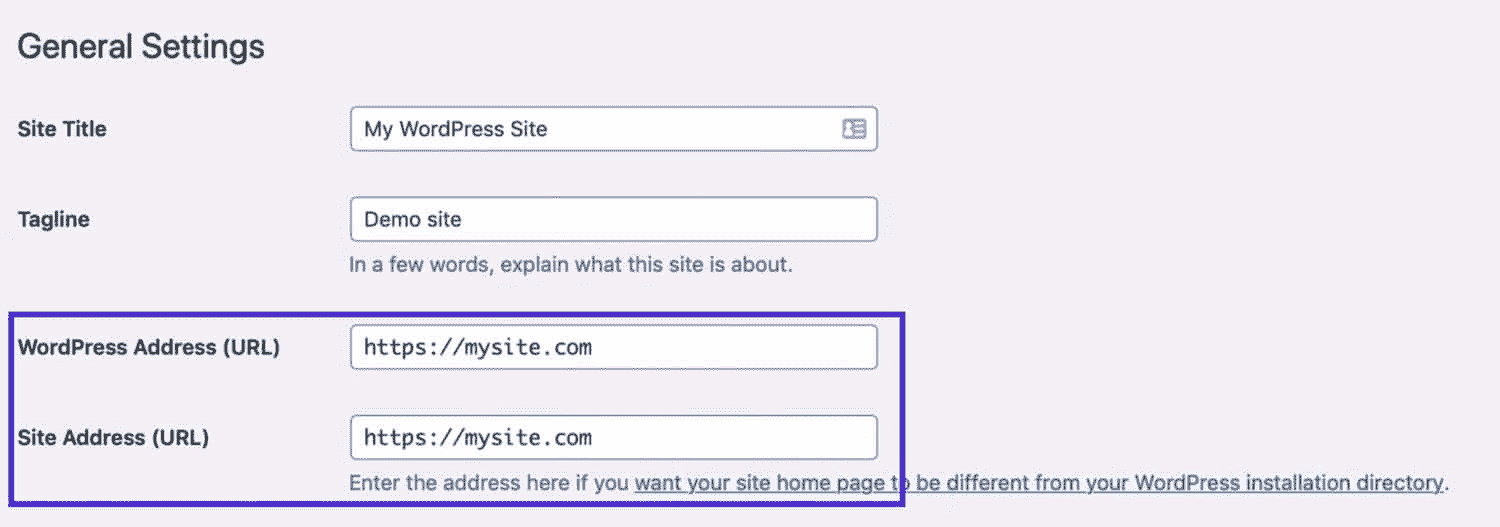 General Settings
Site Title
My WordPress Site
Tagline
Demo site
In a few words, explain what this site is about.
WordPress Address (URL)
https://mysite.com
Site Address (URL)
https://mysite.com
Enter the address here if you want your site home page to be different from your WordPress installation directory.